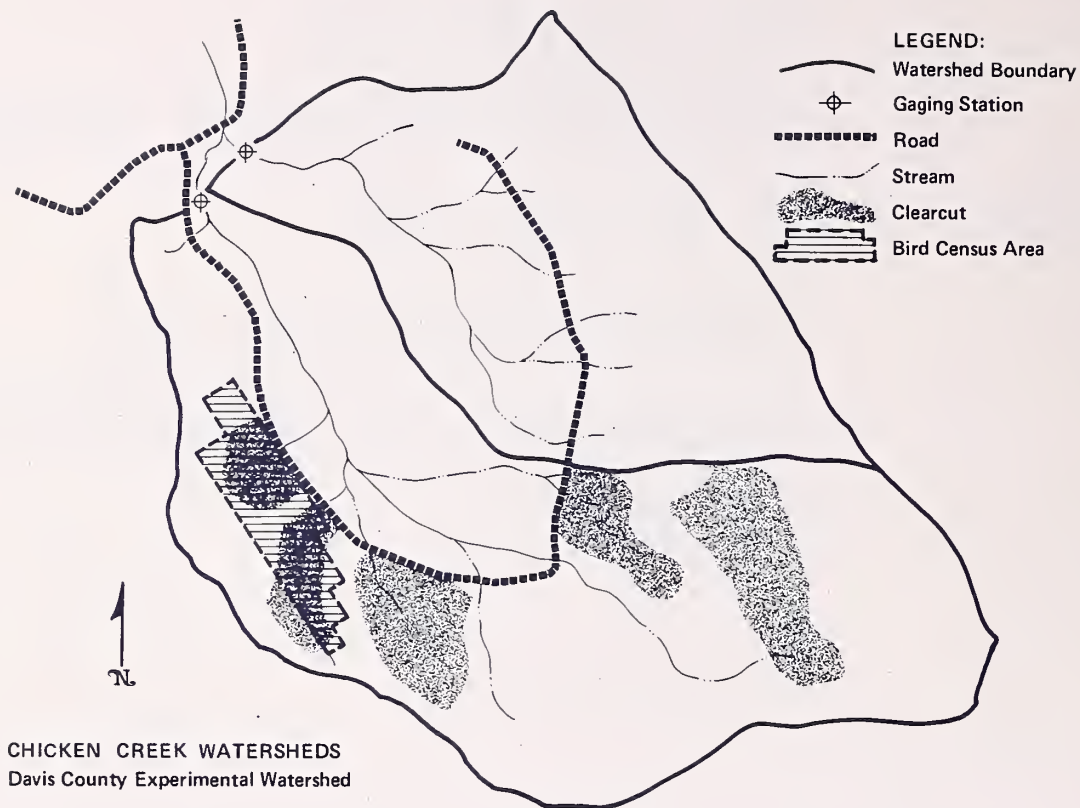 LEGEND:
Watershed Boundary
Gaging Station
Road
Stream
Clearcut
Bird Census Area
N
CHICKEN CREEK WATERSHEDS
Davis County Experimental Watershed